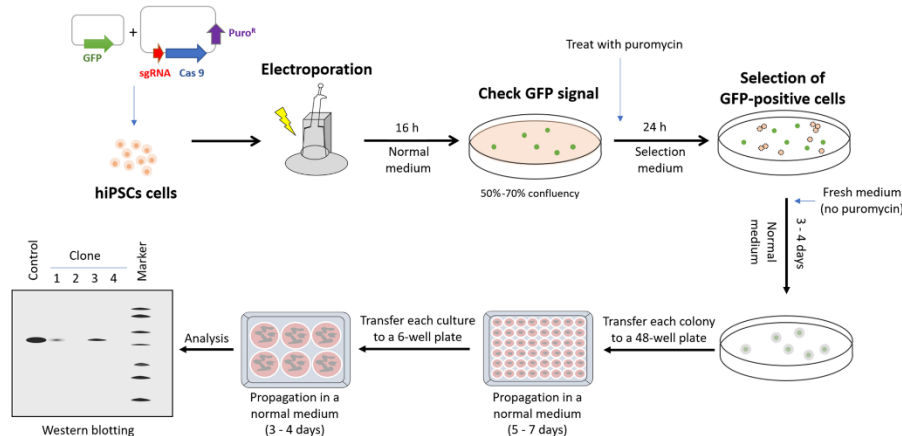 GFP
+
Puroᴿ
sgRNA Cas 9
hiPSCs cells
Electroporation
16 h
Normal
medium
Check GFP signal
50%-70% confluency
Treat with puromycin
24 h
Selection
medium
Selection of
GFP-positive cells
Fresh medium
(no puromycin)
3 - 4 days
Normal
medium
Transfer each colony
to a 48-well plate
Propagation in a
normal medium
(5 - 7 days)
Transfer each culture
to a 6-well plate
Propagation in a
normal medium
(3 - 4 days)
Analysis
Control
Clone
1 2 3 4
Marker
Western blotting